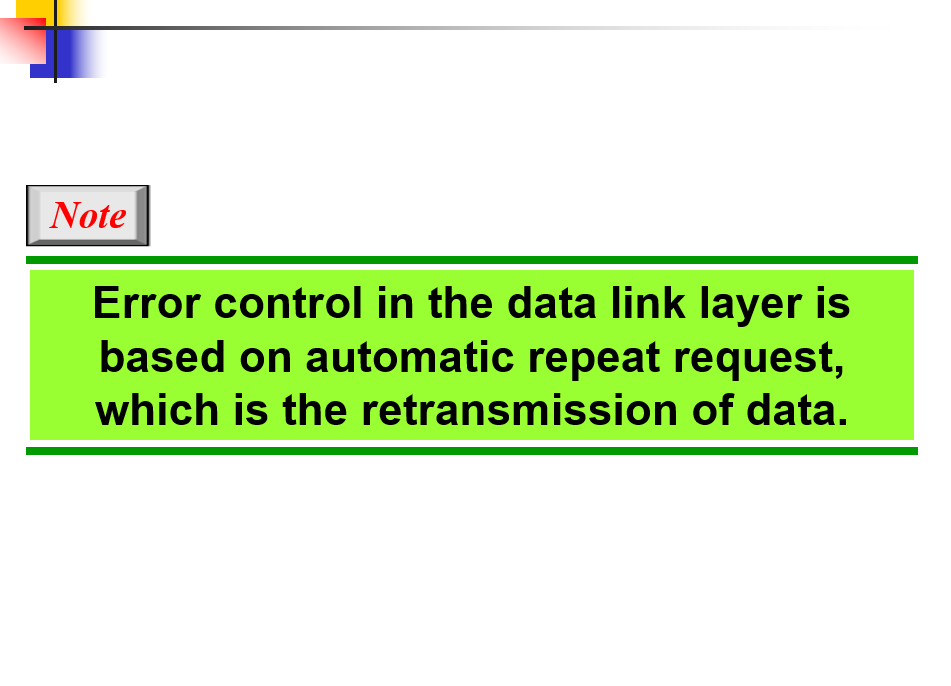 Note
Error control in the data link layer is
based on automatic repeat request,
which is the retransmission of data.